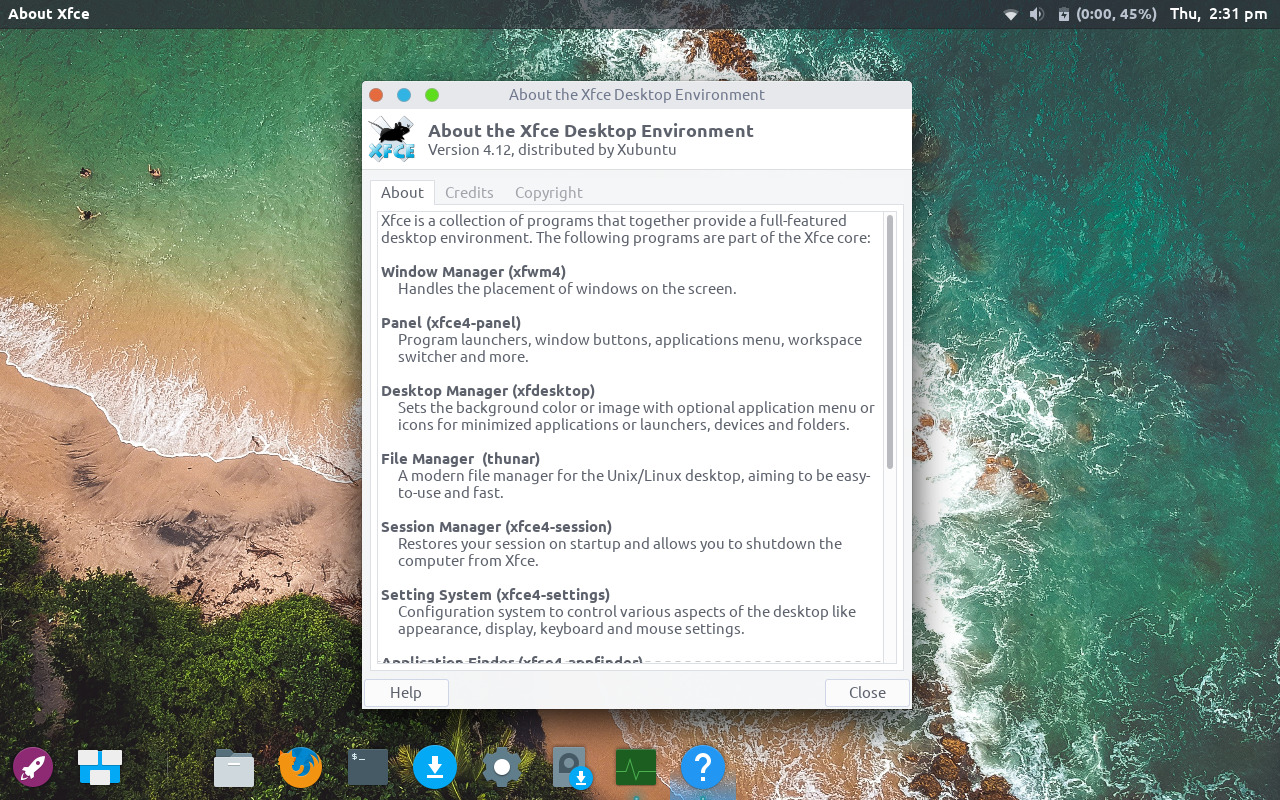 About Xfce
(0:00, 45%) Thu, 2:31 pm
About the Xfce Desktop Environment
XFCE
About the Xfce Desktop Environment
Version 4.12, distributed by Xubuntu
About Credits Copyright
Xfce is a collection of programs that together provide a full-featured
desktop environment. The following programs are part of the Xfce core:
Window Manager (xfwm4)
Handles the placement of windows on the screen.
Panel (xfce4-panel)
Program launchers, window buttons, applications menu, workspace
switcher and more.
Desktop Manager (xfdesktop)
Sets the background color or image with optional application menu or
icons for minimized applications or launchers, devices and folders.
File Manager (thunar)
A modern file manager for the Unix/Linux desktop, aiming to be easy-
to-use and fast.
Session Manager (xfce4-session)
Restores your session on startup and allows you to shutdown the
computer from Xfce.
Setting System (xfce4-settings)
Configuration system to control various aspects of the desktop like
appearance, display, keyboard and mouse settings.
Application Finder (xfce4-appfinder)
Help Close
$_ ?